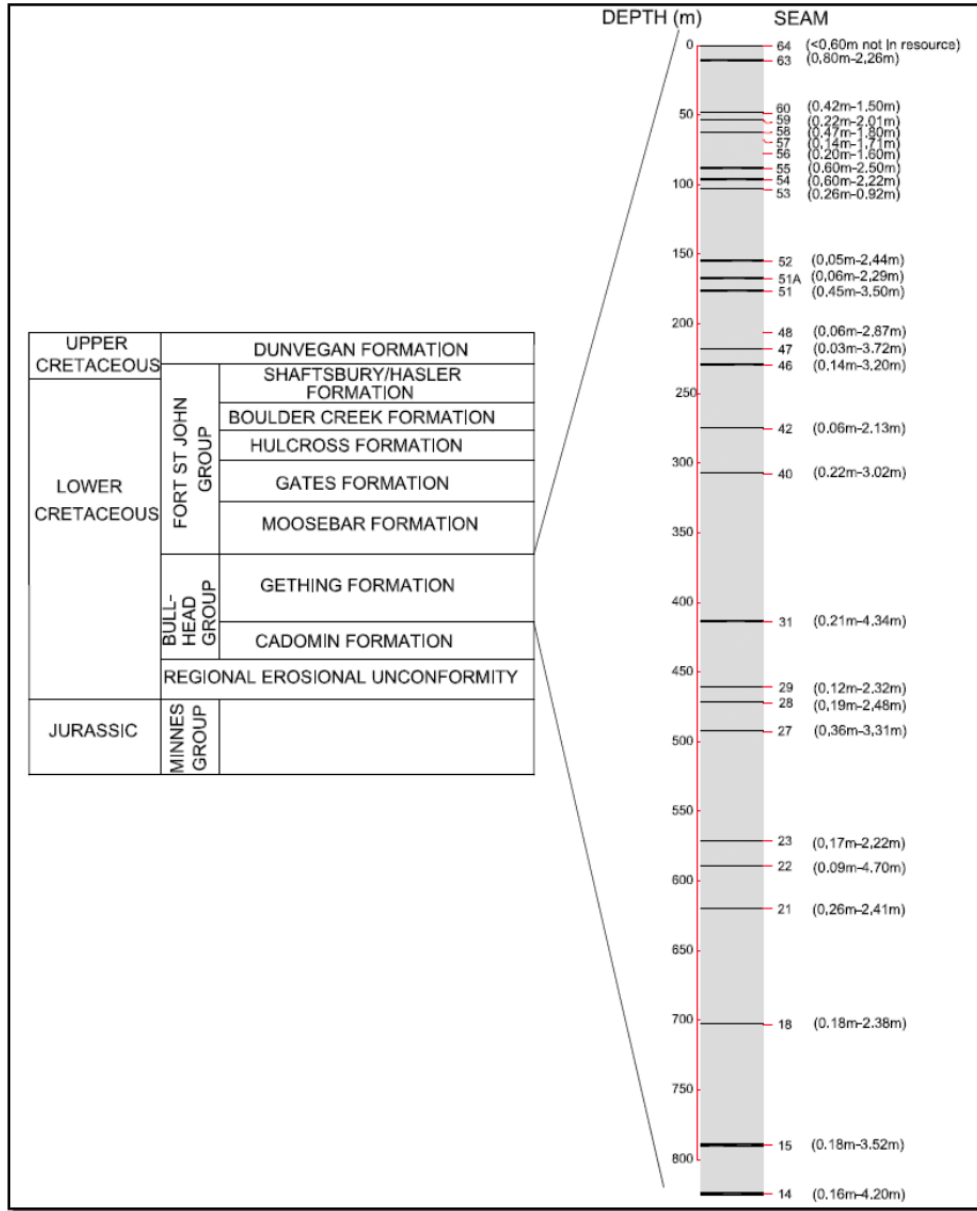 DEPTH (m) SEAM
0 64 (<0,60m not In resource)
63 (0,80m-2,26m)
60 (0.42m-1.50m)
50 59 (0.22m-2.01m)
58 (0.47m-1.80m)
57 (0.14m-1.71m)
56 (0.20m-1.60m)
55 (0.60m-2.50m)
54 (0,60m-2,22m)
100 53 (0.26m-0.92m)
150 52 (0,05m-2,44m)
51A (0,06m-2,29m)
51 (0,45m-3,50m)
200 48 (0.06m-2,87m)
47 (0.03m-3.72m)
46 (0.14m-3.20m)
250
42 (0.06m-2.13m)
300 40 (0.22m-3.02m)
350
400
31 (0.21m-4.34m)
450
29 (0.12m-2.32m)
28 (0,19m-2,48m)
27 (0,36m-3,31m)
500
550
23 (0,17m-2,22m)
22 (0.09m-4.70m)
600
21 (0,26m-2,41m)
650
700 18 (0.18m-2.38m)
750
15 (0.18m-3.52m)
800
14 (0.16m-4.20m)
UPPER
CRETACEOUS
DUNVEGAN FORMATION
LOWER
CRETACEOUS
FORT ST JOHN
GROUP
SHAFTSBURY/HASLER
FORMATION
BOULDER CREEK FORMATION
HULCROSS FORMATION
GATES FORMATION
MOOSEBAR FORMATION
BULL-
HEAD
GROUP
GETHING FORMATION
CADOMIN FORMATION
REGIONAL EROSIONAL UNCONFORMITY
JURASSIC
MINNES
GROUP